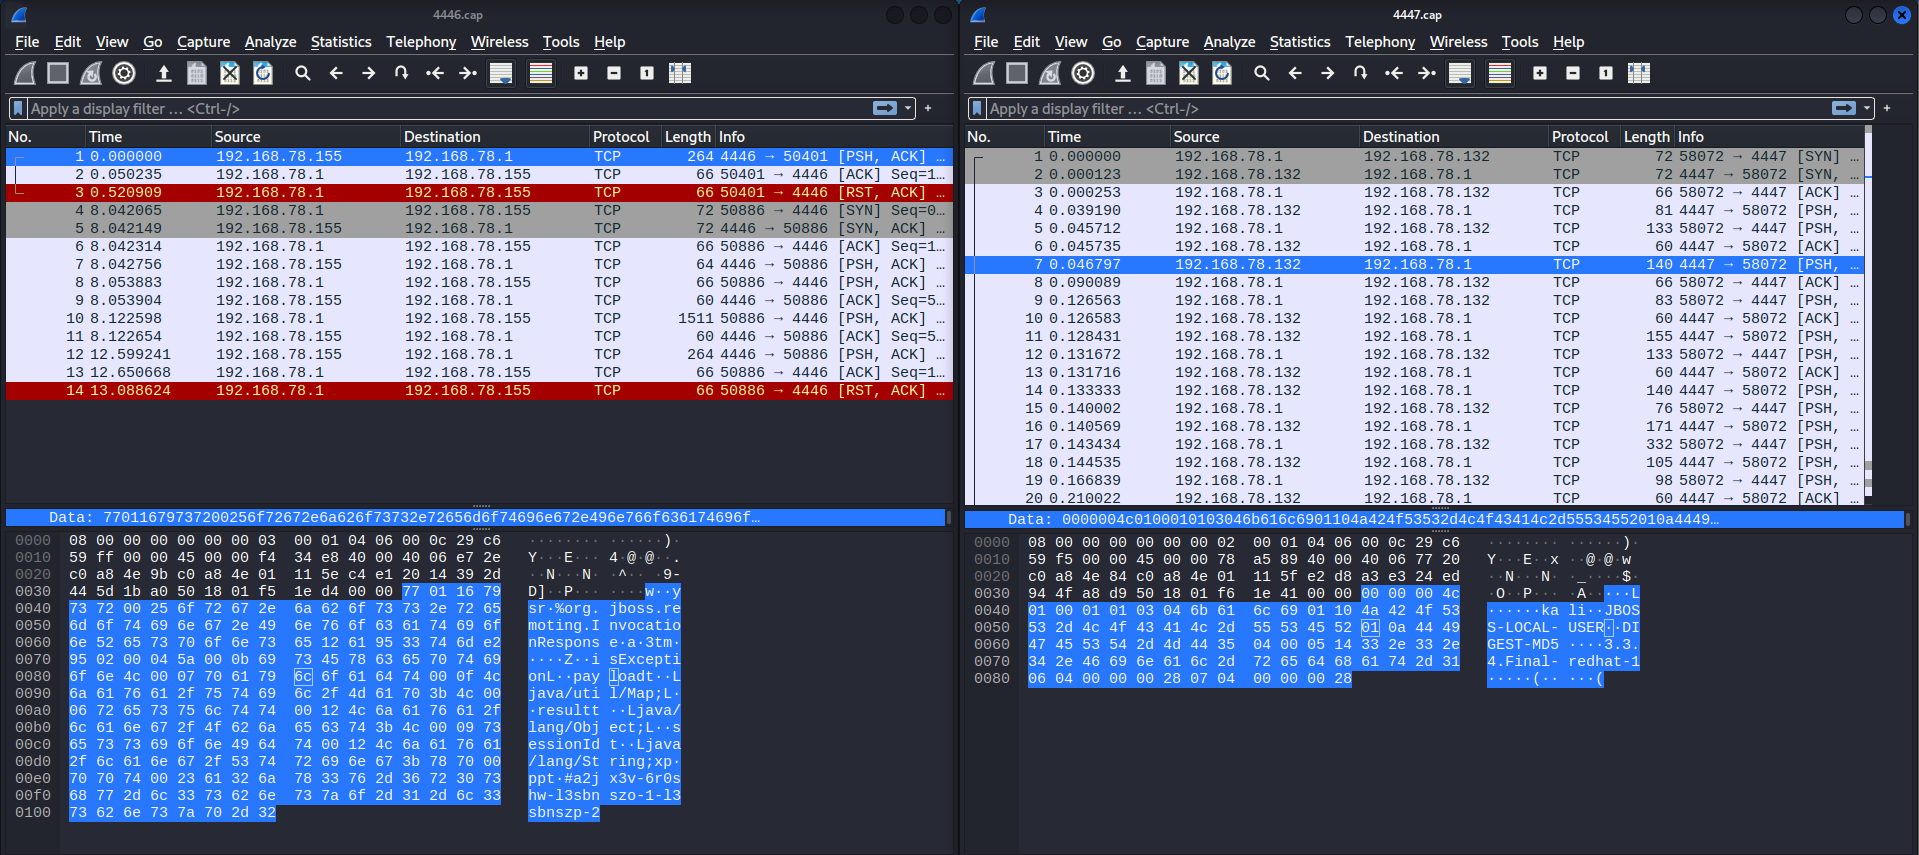 4446.cap
File Edit View Go Capture Analyze Statistics Telephony Wireless Tools Help
Apply a display filter ... <Ctrl-/>
No. Time Source Destination Protocol Length Info
1 0.000000 192.168.78.155 192.168.78.1 TCP 264 4446 → 50401 [PSH, ACK] …
2 0.050235 192.168.78.1 192.168.78.155 TCP 66 50401 → 4446 [ACK] Seq=1…
3 0.520909 192.168.78.1 192.168.78.155 TCP 66 50401 → 4446 [RST, ACK] …
4 8.042065 192.168.78.1 192.168.78.155 TCP 72 50886 → 4446 [SYN] Seq=0…
5 8.042149 192.168.78.155 192.168.78.1 TCP 72 4446 → 50886 [SYN, ACK] …
6 8.042314 192.168.78.1 192.168.78.155 TCP 66 50886 → 4446 [ACK] Seq=1…
7 8.042756 192.168.78.155 192.168.78.1 TCP 64 4446 → 50886 [PSH, ACK] …
8 8.053883 192.168.78.1 192.168.78.155 TCP 66 50886 → 4446 [PSH, ACK] …
9 8.053904 192.168.78.155 192.168.78.1 TCP 60 4446 → 50886 [ACK] Seq=5…
10 8.122598 192.168.78.1 192.168.78.155 TCP 1511 50886 → 4446 [PSH, ACK] …
11 8.122654 192.168.78.155 192.168.78.1 TCP 60 4446 → 50886 [ACK] Seq=5…
12 12.599241 192.168.78.155 192.168.78.1 TCP 264 4446 → 50886 [PSH, ACK] …
13 12.650668 192.168.78.1 192.168.78.155 TCP 66 50886 → 4446 [ACK] Seq=1…
14 13.088624 192.168.78.1 192.168.78.155 TCP 66 50886 → 4446 [RST, ACK] …
Data: 77011679737200256f72672e6a626f73732e72656d6f74696e672e496e766f636174696f…
0000 08 00 00 00 00 00 00 03 00 01 04 06 00 0c 29 c6 ········ ······)·
0010 59 ff 00 00 45 00 00 f4 34 e8 40 00 40 06 e7 2e Y···E··· 4·@·@··.
0020 c0 a8 4e 9b c0 a8 4e 01 11 5e c4 e1 20 14 39 2d ··N···N· ·^·· ·9-
0030 44 5d 1b a0 50 18 01 f5 1e d4 00 00 77 01 16 79 D]··P··· ····w··y
0040 73 72 00 25 6f 72 67 2e 6a 62 6f 73 73 2e 72 65 sr·%org. jboss.re
0050 6d 6f 74 69 6e 67 2e 49 6e 76 6f 63 61 74 69 6f moting.I nvocatio
0060 6e 52 65 73 70 6f 6e 73 65 12 61 95 33 74 6d e2 nRespons e·a·3tm·
0070 95 02 00 04 5a 00 0b 69 73 45 78 63 65 70 74 69 ····Z··i sExcepti
0080 6f 6e 4c 00 07 70 61 79 6c 6f 61 64 74 00 0f 4c onL··pay loadt··L
0090 6a 61 76 61 2f 75 74 69 6c 2f 4d 61 70 3b 4c 00 java/uti l/Map;L·
00a0 06 72 65 73 75 6c 74 74 00 12 4c 6a 61 76 61 2f ·resultt ··Ljava/
00b0 6c 61 6e 67 2f 4f 62 6a 65 63 74 3b 4c 00 09 73 lang/Obj ect;L··s
00c0 65 73 73 69 6f 6e 49 64 74 00 12 4c 6a 61 76 61 essionId t··Ljava
00d0 2f 6c 61 6e 67 2f 53 74 72 69 6e 67 3b 78 70 00 /lang/St ring;xp·
00e0 70 70 74 00 23 61 32 6a 78 33 76 2d 36 72 30 73 ppt·#a2j x3v-6r0s
00f0 68 77 2d 6c 33 73 62 6e 73 7a 6f 2d 31 2d 6c 33 hw-l3sbn szo-1-l3
0100 73 62 6e 73 7a 70 2d 32 sbnszp-2
4447.cap
File Edit View Go Capture Analyze Statistics Telephony Wireless Tools Help
Apply a display filter ... <Ctrl-/>
No. Time Source Destination Protocol Length Info
1 0.000000 192.168.78.1 192.168.78.132 TCP 72 58072 → 4447 [SYN] …
2 0.000123 192.168.78.132 192.168.78.1 TCP 72 4447 → 58072 [SYN, …
3 0.000253 192.168.78.1 192.168.78.132 TCP 66 58072 → 4447 [ACK] …
4 0.039190 192.168.78.132 192.168.78.1 TCP 81 4447 → 58072 [PSH, …
5 0.045712 192.168.78.1 192.168.78.132 TCP 133 58072 → 4447 [PSH, …
6 0.045735 192.168.78.132 192.168.78.1 TCP 60 4447 → 58072 [ACK] …
7 0.046797 192.168.78.132 192.168.78.1 TCP 140 4447 → 58072 [PSH, …
8 0.090089 192.168.78.1 192.168.78.132 TCP 66 58072 → 4447 [ACK] …
9 0.126563 192.168.78.1 192.168.78.132 TCP 83 58072 → 4447 [PSH, …
10 0.126583 192.168.78.132 192.168.78.1 TCP 60 4447 → 58072 [ACK] …
11 0.128431 192.168.78.132 192.168.78.1 TCP 155 4447 → 58072 [PSH, …
12 0.131672 192.168.78.1 192.168.78.132 TCP 133 58072 → 4447 [PSH, …
13 0.131716 192.168.78.132 192.168.78.1 TCP 60 4447 → 58072 [ACK] …
14 0.133333 192.168.78.132 192.168.78.1 TCP 140 4447 → 58072 [PSH, …
15 0.140002 192.168.78.1 192.168.78.132 TCP 76 58072 → 4447 [PSH, …
16 0.140569 192.168.78.132 192.168.78.1 TCP 171 4447 → 58072 [PSH, …
17 0.143434 192.168.78.1 192.168.78.132 TCP 332 58072 → 4447 [PSH, …
18 0.144535 192.168.78.132 192.168.78.1 TCP 105 4447 → 58072 [PSH, …
19 0.166839 192.168.78.1 192.168.78.132 TCP 98 58072 → 4447 [PSH, …
20 0.210022 192.168.78.132 192.168.78.1 TCP 60 4447 → 58072 [ACK] …
Data: 0000004c0100010103046b616c6901104a424f53532d4c4f43414c2d55534552010a4449…
0000 08 00 00 00 00 00 00 02 00 01 04 06 00 0c 29 c6 ········ ······)·
0010 59 f5 00 00 45 00 00 78 a5 89 40 00 40 06 77 20 Y···E··x ··@·@·w
0020 c0 a8 4e 84 c0 a8 4e 01 11 5f e2 d8 a3 e3 24 ed ··N···N· ·_····$·
0030 94 4f a8 d9 50 18 01 f6 1e 41 00 00 00 00 00 4c ·O··P··· ·A·····L
0040 01 00 01 01 03 04 6b 61 6c 69 01 10 4a 42 4f 53 ······ka li··JBOS
0050 53 2d 4c 4f 43 41 4c 2d 55 53 45 52 01 0a 44 49 S-LOCAL- USER··DI
0060 47 45 53 54 2d 4d 44 35 04 00 05 14 33 2e 33 2e GEST-MD5 ····3.3.
0070 34 2e 46 69 6e 61 6c 2d 72 65 64 68 61 74 2d 31 4.Final- redhat-1
0080 06 04 00 00 00 28 07 04 00 00 00 28 ·····(·· ···(